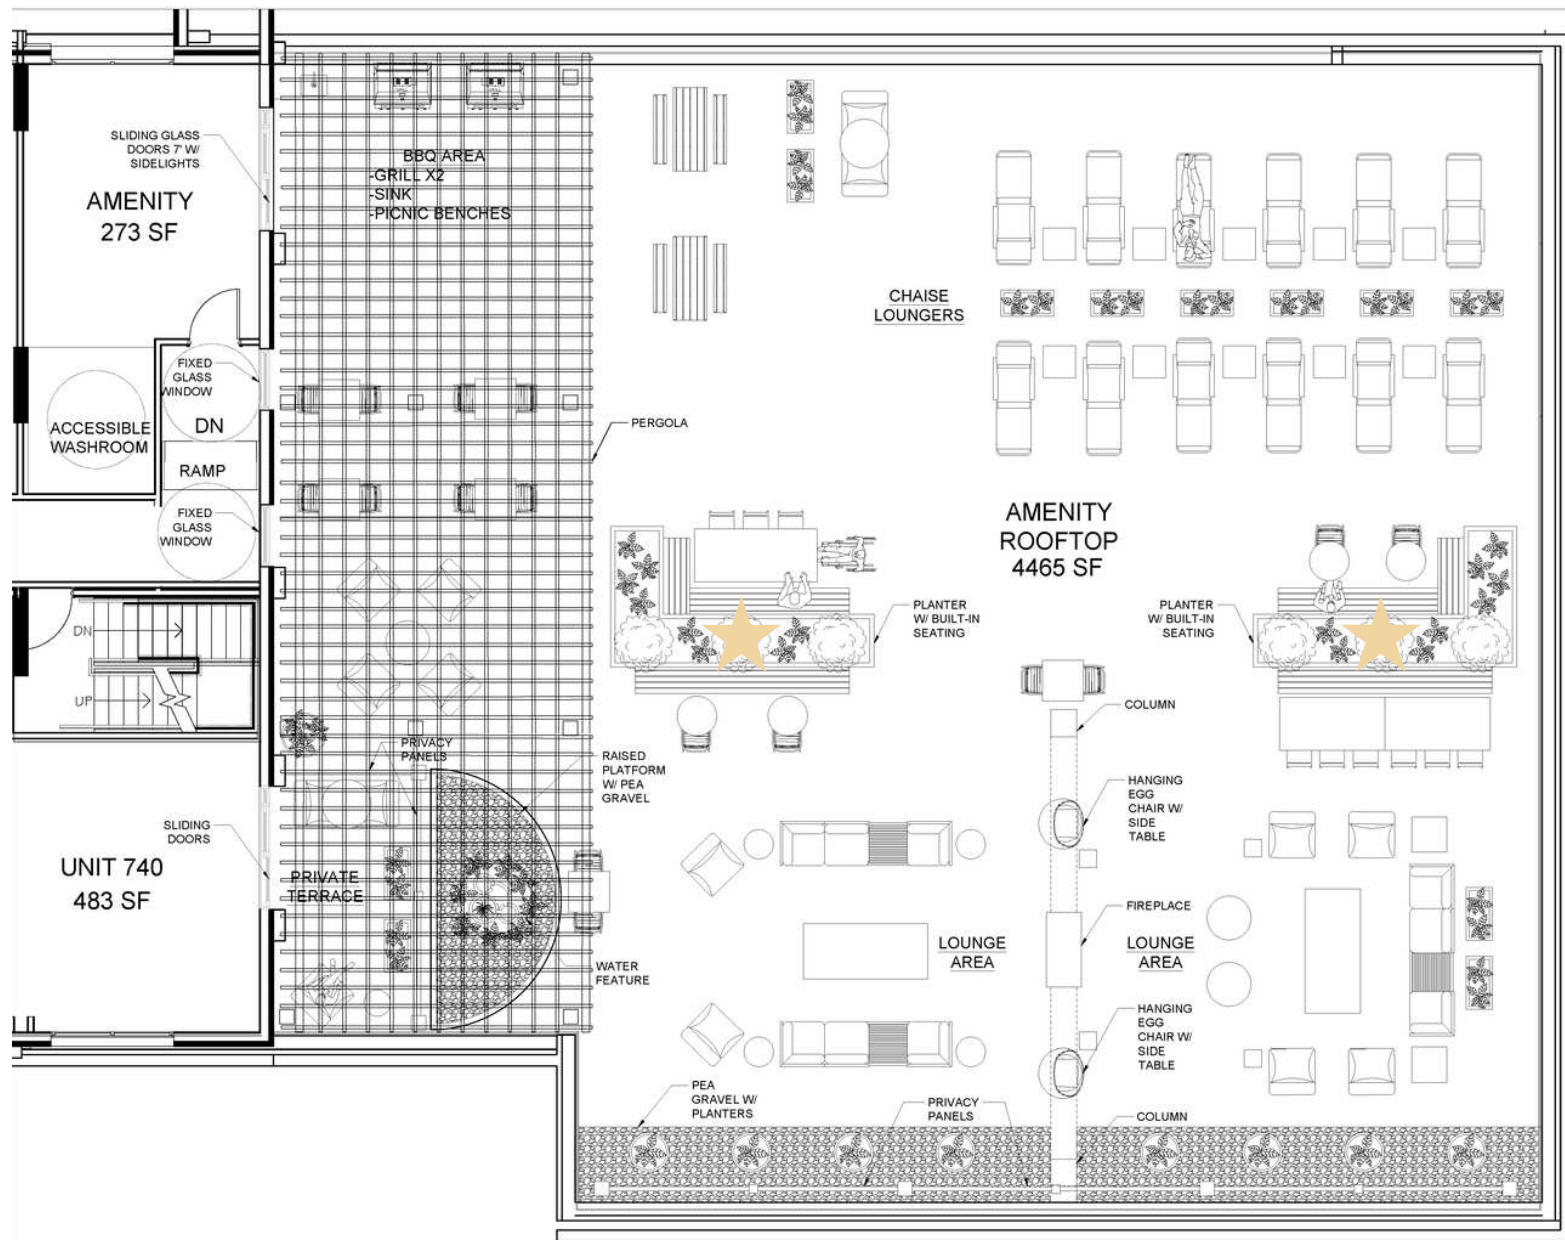 SLIDING GLASS
DOORS 7' W/
SIDELIGHTS
AMENITY
273 SF
BBQ AREA
-GRILL X2
-SINK
-PICNIC BENCHES
CHAISE
LOUNGERS
FIXED
GLASS
WINDOW
DN
ACCESSIBLE
WASHROOM
RAMP
FIXED
GLASS
WINDOW
PERGOLA
AMENITY
ROOFTOP
4465 SF
PLANTER
W/ BUILT-IN
SEATING
PLANTER
W/ BUILT-IN
SEATING
DN
UP
COLUMN
PRIVACY
PANELS
RAISED
PLATFORM
W/ PEA
GRAVEL
HANGING
EGG
CHAIR W/
SIDE
TABLE
SLIDING
DOORS
UNIT 740
483 SF
PRIVATE
TERRACE
FIREPLACE
LOUNGE
AREA
LOUNGE
AREA
WATER
FEATURE
HANGING
EGG
CHAIR W/
SIDE
TABLE
PEA
GRAVEL W/
PLANTERS
PRIVACY
PANELS
COLUMN